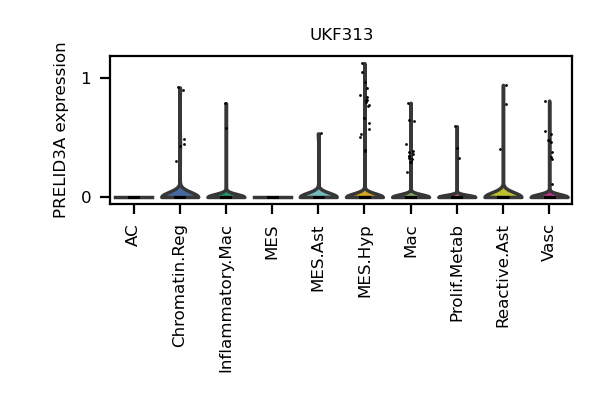 UKF313
PRELID3A expression
1
0
AC
Chromatin.Reg
Inflammatory.Mac
MES
MES.Ast
MES.Hyp
Mac
Prolif.Metab
Reactive.Ast
Vasc